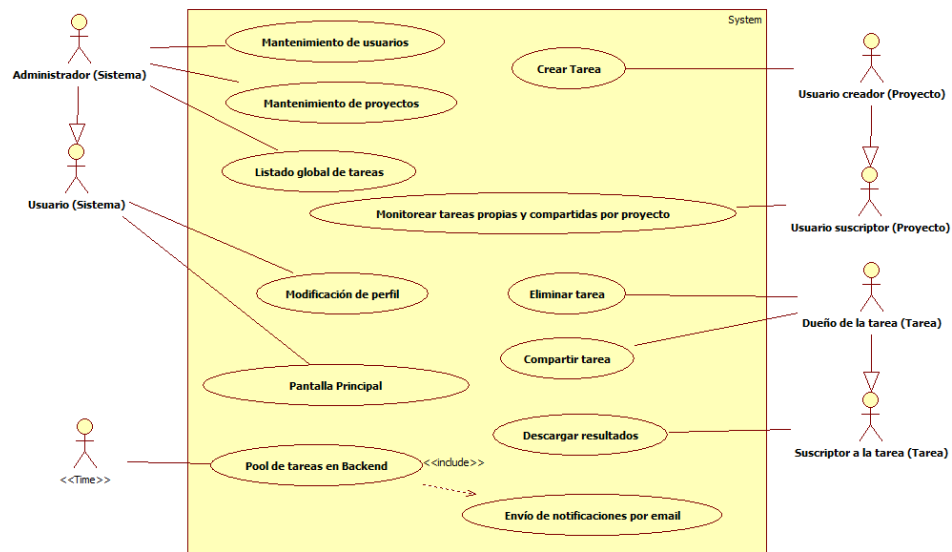 System
Mantenimiento de usuarios
Crear Tarea
Administrador (Sistema)
Usuario creador (Proyecto)
Mantenimiento de proyectos
Listado global de tareas
Usuario (Sistema)
Monitorear tareas propias y compartidas por proyecto
Usuario suscriptor (Proyecto)
Modificación de perfil
Eliminar tarea
Dueño de la tarea (Tarea)
Compartir tarea
Pantalla Principal
Descargar resultados
Suscriptor a la tarea (Tarea)
Pool de tareas en Backend
<<include>>
<<Time>>
Envío de notificaciones por email